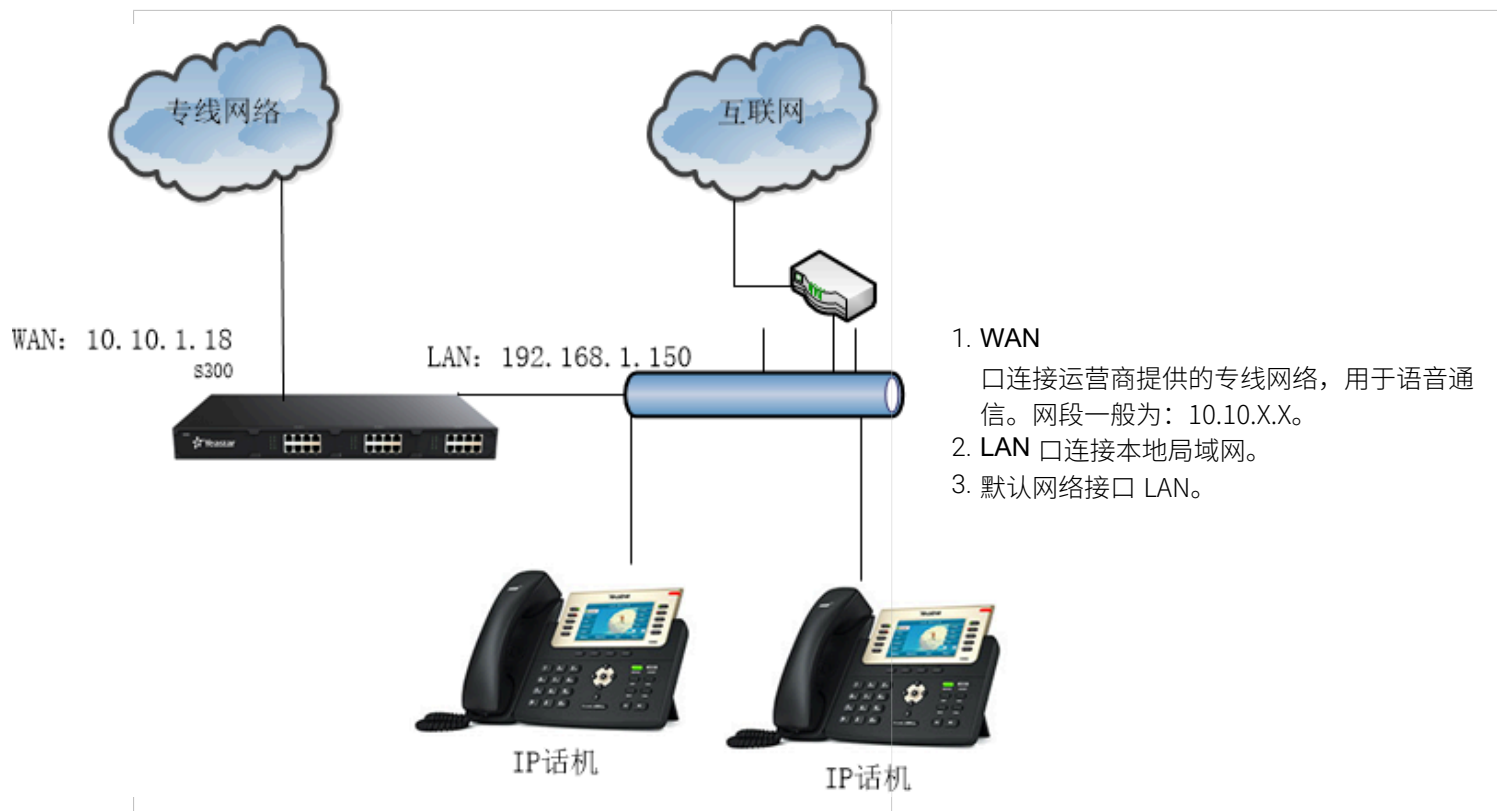 专线网络
互联网
WAN: 10.10.1.18
S300
LAN: 192.168.1.150
Yeastar
1. WAN
口连接运营商提供的专线网络，用于语音通
信。网段一般为：10.10.X.X。
2. LAN 口连接本地局域网。
3. 默认网络接口 LAN。
IP话机
IP话机